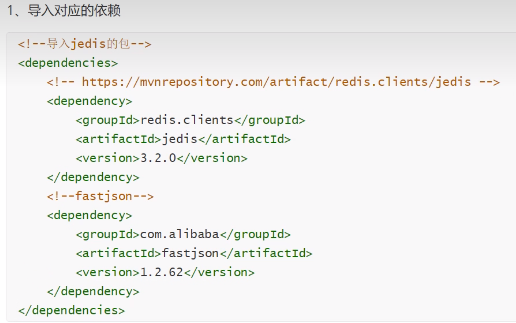 1、导入对应的依赖
<!--导入jedis的包-->
<dependencies>
    <!-- https://mvnrepository.com/artifact/redis.clients/jedis -->
    <dependency>
        <groupId>redis.clients</groupId>
        <artifactId>jedis</artifactId>
        <version>3.2.0</version>
    </dependency>
    <!--fastjson-->
    <dependency>
        <groupId>com.alibaba</groupId>
        <artifactId>fastjson</artifactId>
        <version>1.2.62</version>
    </dependency>
</dependencies>